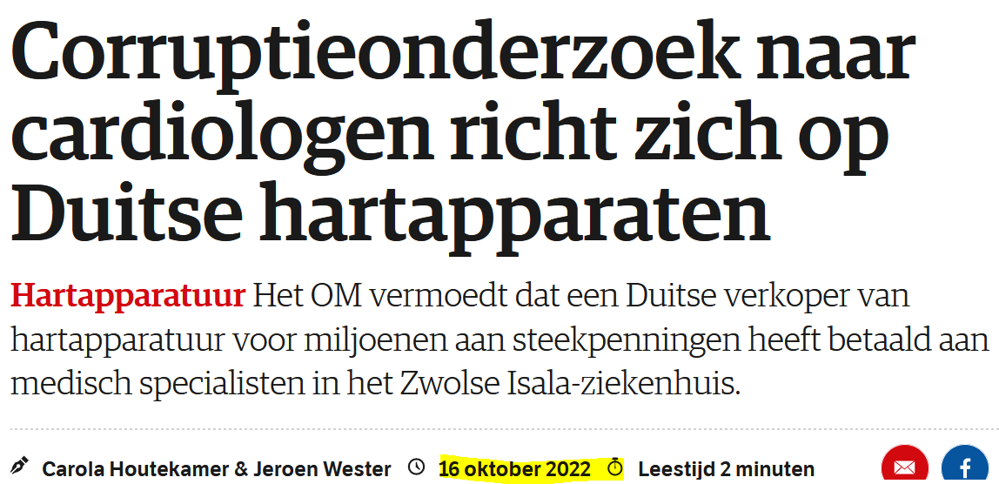 Corruptieonderzoek naar
cardiologen richt zich op
Duitse hartapparaten
Hartapparatuur Het OM vermoedt dat een Duitse verkoper van
hartapparatuur voor miljoenen aan steekpenningen heeft betaald aan
medisch specialisten in het Zwolse Isala-ziekenhuis.
Carola Houtekamer & Jeroen Wester 16 oktober 2022 Leestijd 2 minuten